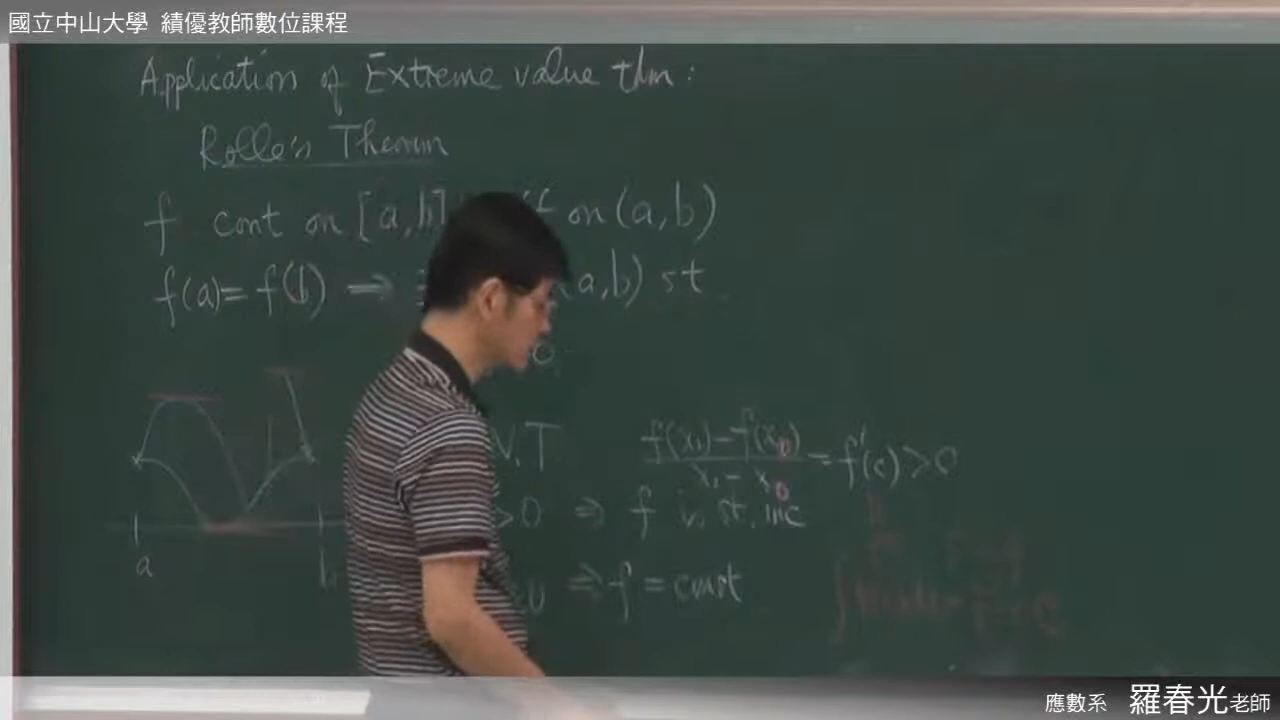 國立中山大學 績優教師數位課程
Application of Extreme value thm:
Rolle's Theorem
f cont on [a,b] on (a,b)
f(a)=f(b) ⇒ a,b) st
0
V.T.
f(x₁)-f(x₀) / x₁-x₀ = f'(c)>0
>0 ⇒ f is st. inc
⇒ f = const
a
應數系 羅春光老師